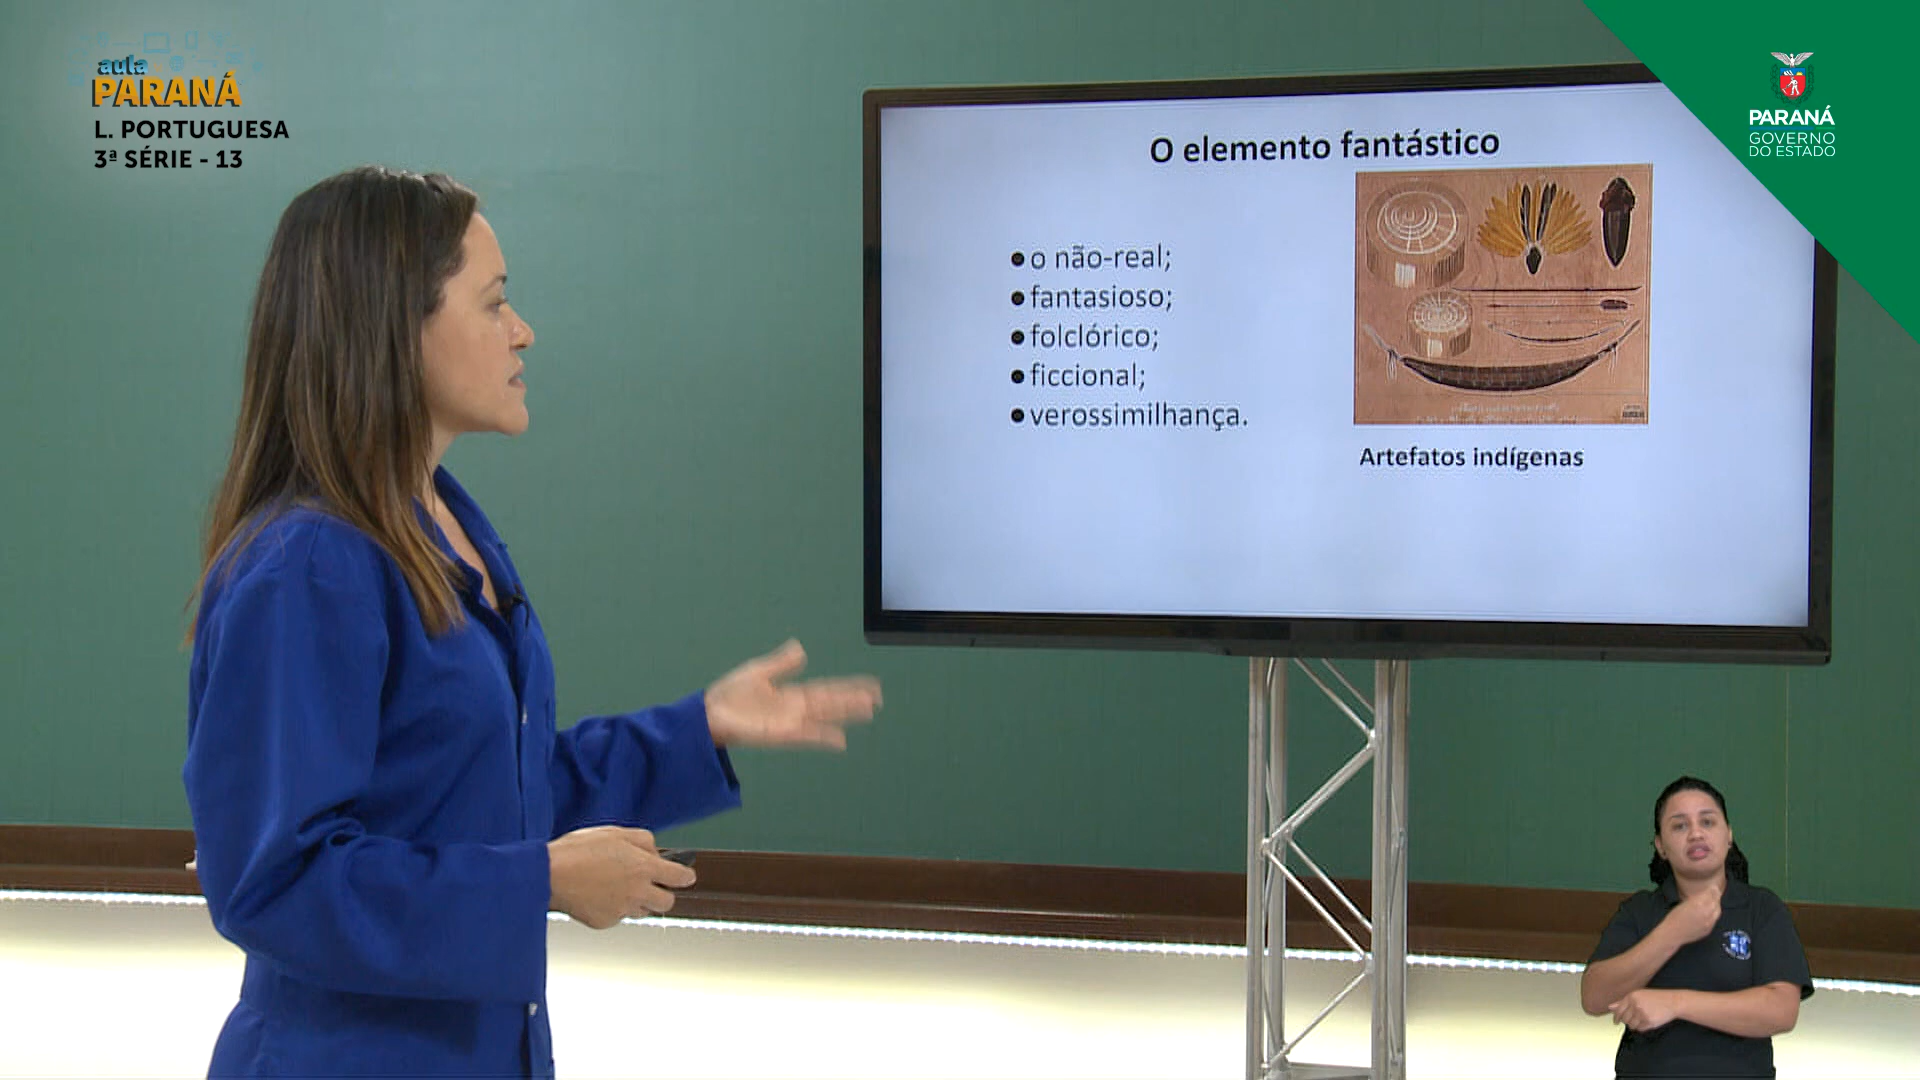 aula
PARANÁ
L. PORTUGUESA
3ª SÉRIE - 13
PARANÁ
GOVERNO
DO ESTADO
O elemento fantástico
●o não-real;
●fantasioso;
●folclórico;
●ficcional;
●verossimilhança.
Artefatos indígenas